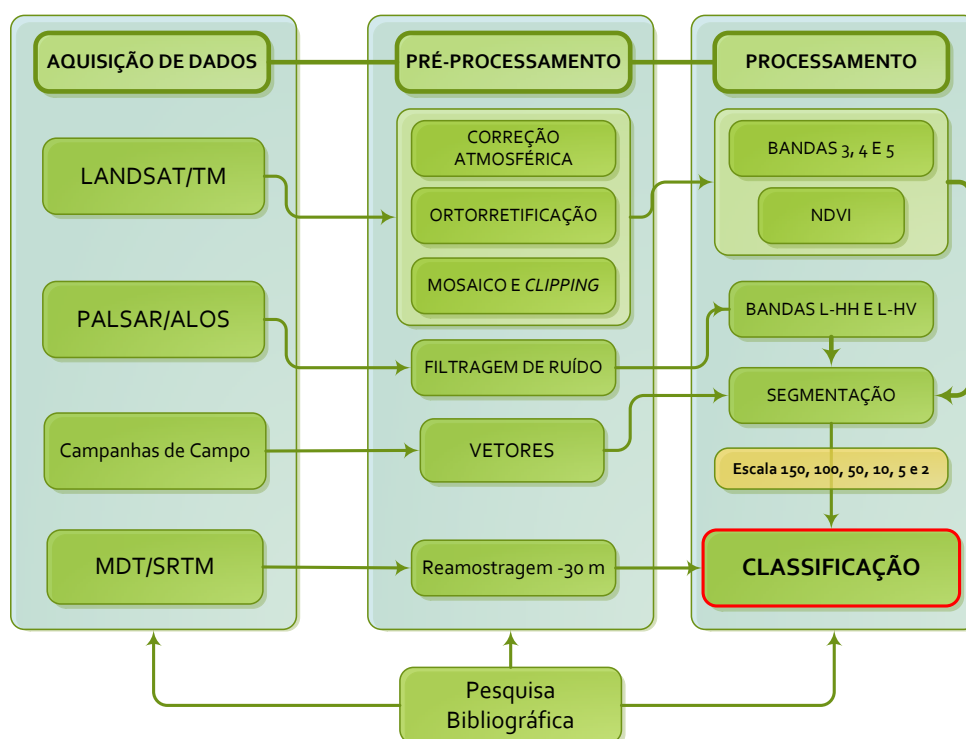 AQUISIÇÃO DE DADOS
PRÉ-PROCESSAMENTO
PROCESSAMENTO
LANDSAT/TM
PALSAR/ALOS
Campanhas de Campo
MDT/SRTM
CORREÇÃO
ATMOSFÉRICA
ORTORRETIFICAÇÃO
MOSAICO E CLIPPING
FILTRAGEM DE RUÍDO
VETORES
Reamostragem -30 m
BANDAS 3, 4 E 5
NDVI
BANDAS L-HH E L-HV
SEGMENTAÇÃO
Escala 150, 100, 50, 10, 5 e 2
CLASSIFICAÇÃO
Pesquisa
Bibliográfica